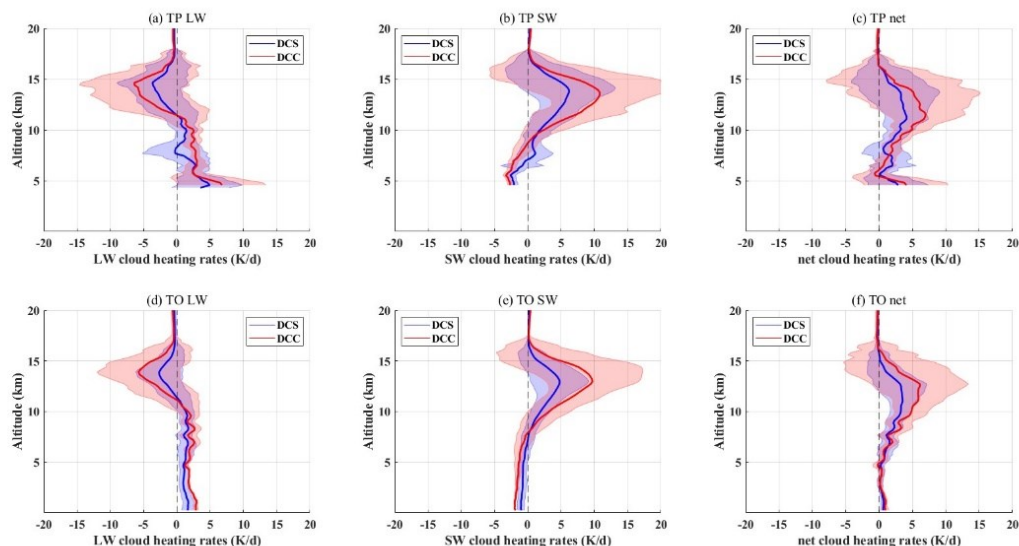 (a) TP LW
(b) TP SW
(c) TP net
20
15
10
5
Altitude (km)
DCS
DCC
-20 -15 -10 -5 0 5 10 15 20
LW cloud heating rates (K/d)
20
15
10
5
Altitude (km)
DCS
DCC
-20 -15 -10 -5 0 5 10 15 20
SW cloud heating rates (K/d)
20
15
10
5
Altitude (km)
DCS
DCC
-20 -15 -10 -5 0 5 10 15 20
net cloud heating rates (K/d)
(d) TO LW
(e) TO SW
(f) TO net
20
15
10
5
Altitude (km)
DCS
DCC
-20 -15 -10 -5 0 5 10 15 20
LW cloud heating rates (K/d)
20
15
10
5
Altitude (km)
DCS
DCC
-20 -15 -10 -5 0 5 10 15 20
SW cloud heating rates (K/d)
20
15
10
5
Altitude (km)
DCS
DCC
-20 -15 -10 -5 0 5 10 15 20
net cloud heating rates (K/d)